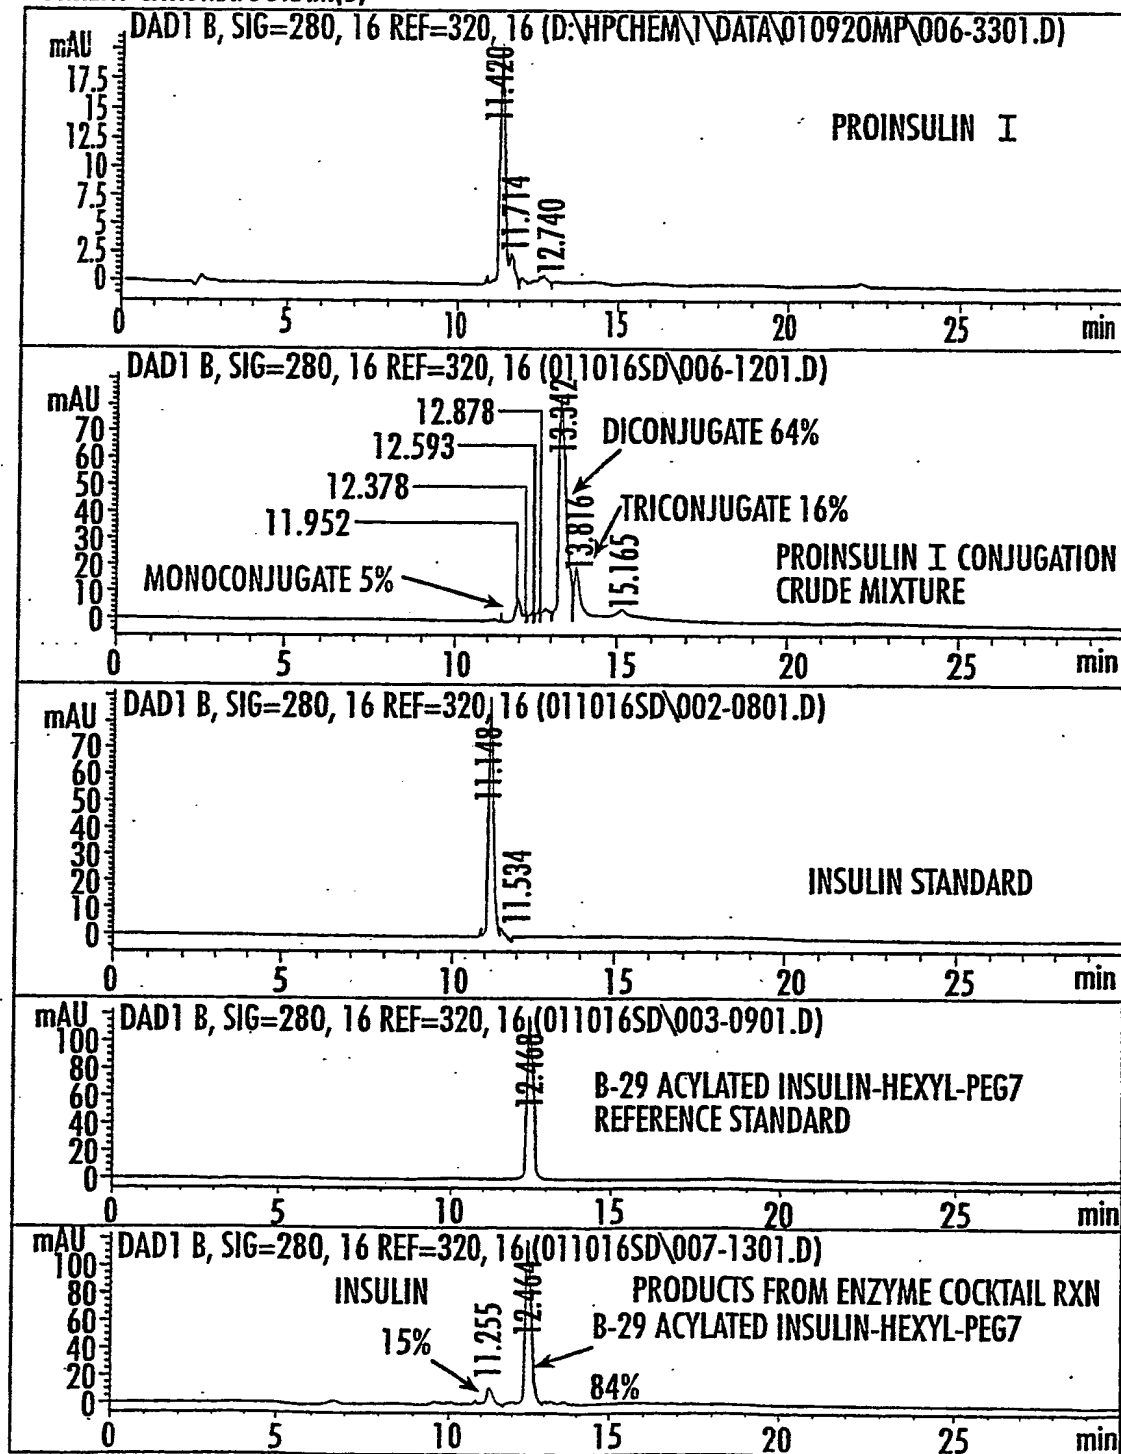 DAD1 B, SIG=280, 16 REF=320, 16 (D:\HPCHEM\1\DATA\010920MP\006-3301.D)
mAU
17.5
15
12.5
10
7.5
5
2.5
0
11.420
11.714
12.740
PROINSULIN I
0 5 10 15 20 25 min
DAD1 B, SIG=280, 16 REF=320, 16 (011016SD\006-1201.D)
mAU
70
60
50
40
30
20
10
0
12.878
12.593
12.378
11.952
13.342
13.816
15.165
DICONJUGATE 64%
TRICONJUGATE 16%
MONOCONJUGATE 5%
PROINSULIN I CONJUGATION
CRUDE MIXTURE
0 5 10 15 20 25 min
DAD1 B, SIG=280, 16 REF=320, 16 (011016SD\002-0801.D)
mAU
70
60
50
40
30
20
10
0
11.148
11.534
INSULIN STANDARD
0 5 10 15 20 25 min
DAD1 B, SIG=280, 16 REF=320, 16 (011016SD\003-0901.D)
mAU
100
80
60
40
20
0
12.468
B-29 ACYLATED INSULIN-HEXYL-PEG7
REFERENCE STANDARD
0 5 10 15 20 25 min
DAD1 B, SIG=280, 16 REF=320, 16 (011016SD\007-1301.D)
mAU
100
80
60
40
20
0
INSULIN
15%
11.255
12.464
PRODUCTS FROM ENZYME COCKTAIL RXN
B-29 ACYLATED INSULIN-HEXYL-PEG7
84%
0 5 10 15 20 25 min